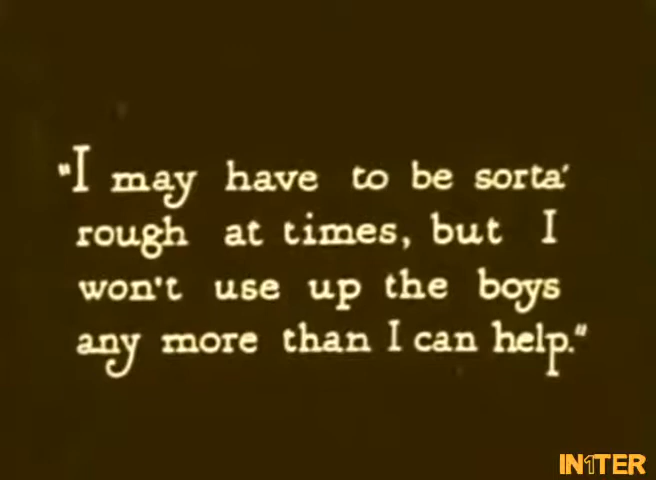 "I may have to be sorta'
rough at times, but I
won't use up the boys
any more than I can help."
IN1TER